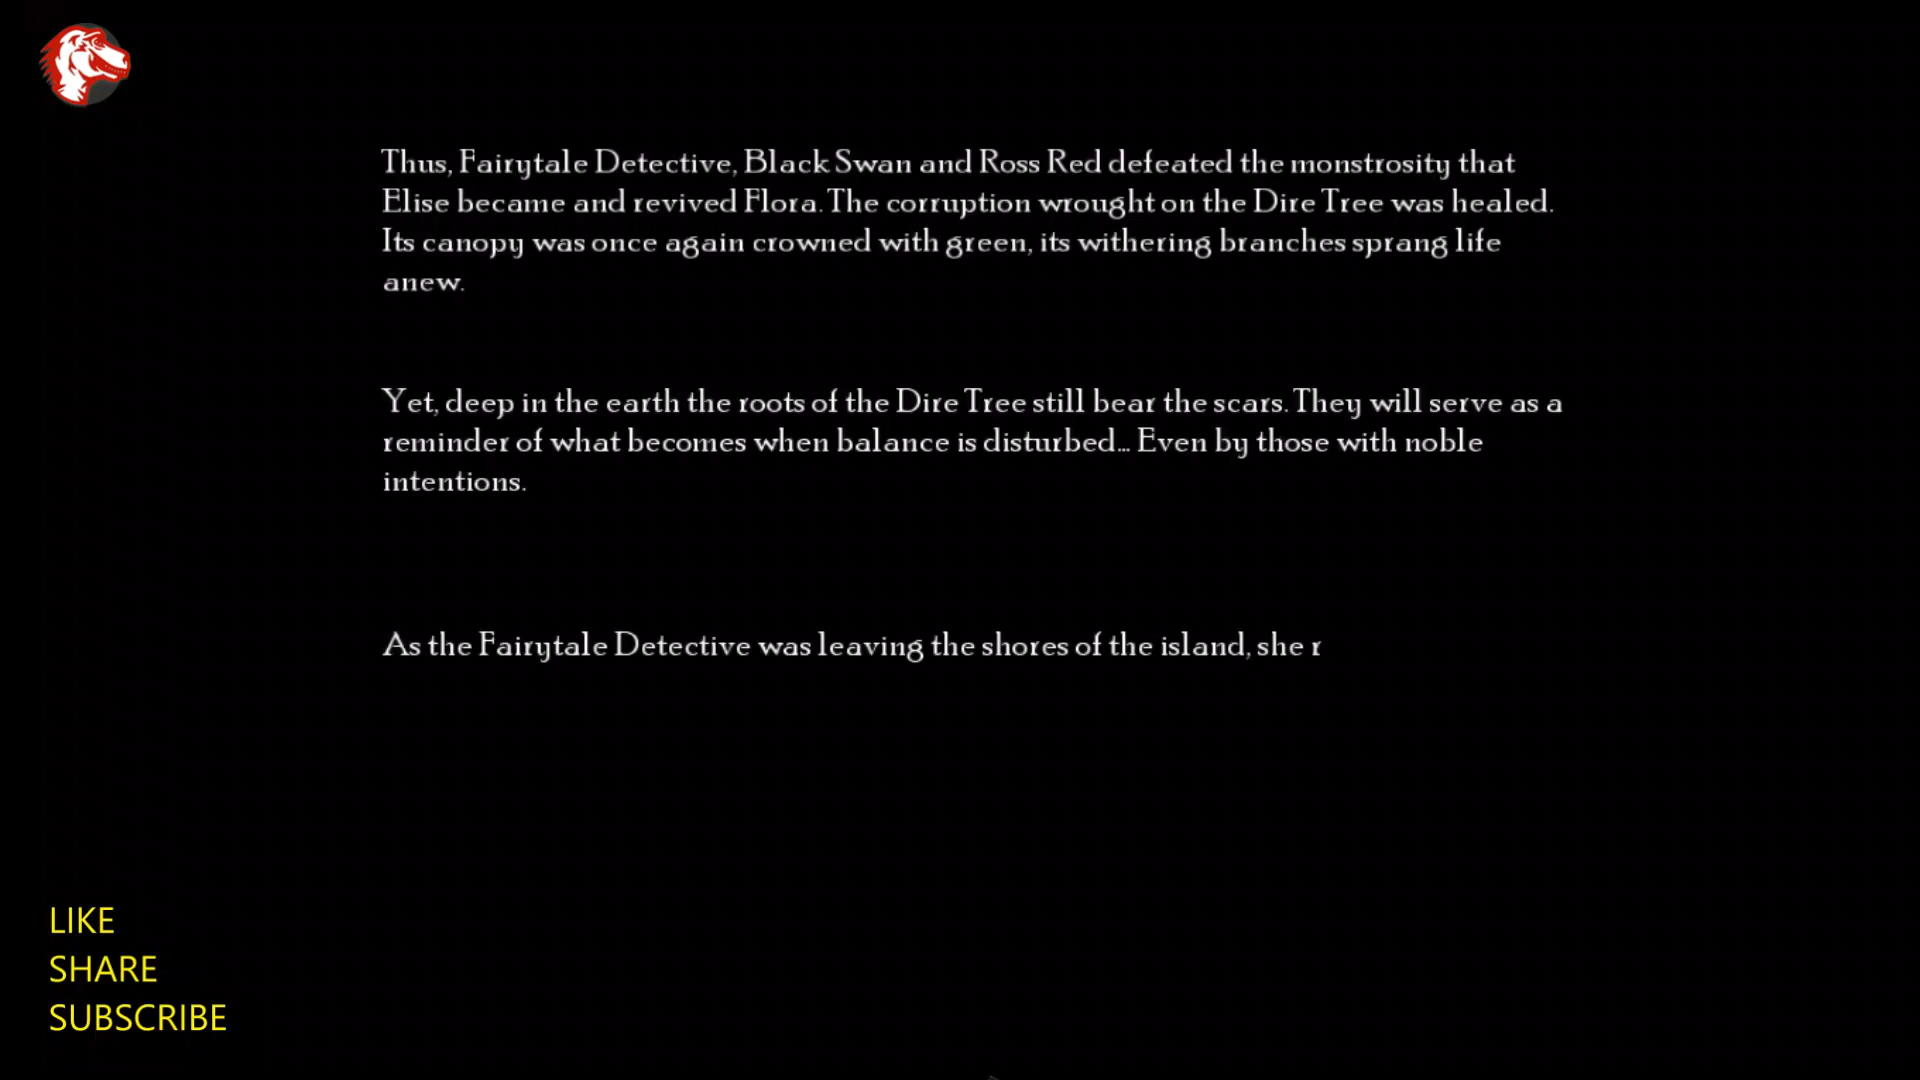 Thus, Fairytale Detective, Black Swan and Ross Red defeated the monstrosity that
Elise became and revived Flora. The corruption wrought on the Dire Tree was healed.
Its canopy was once again crowned with green, its withering branches sprang life
anew.
Yet, deep in the earth the roots of the Dire Tree still bear the scars. They will serve as a
reminder of what becomes when balance is disturbed... Even by those with noble
intentions.
As the Fairytale Detective was leaving the shores of the island, she r
LIKE
SHARE
SUBSCRIBE